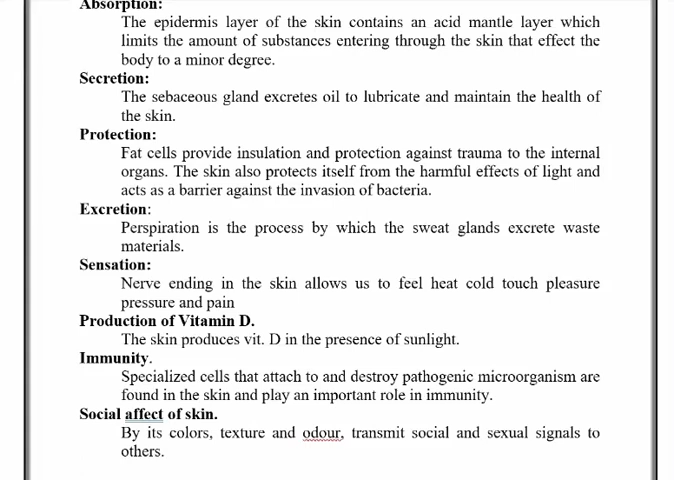 Absorption:
The epidermis layer of the skin contains an acid mantle layer which
limits the amount of substances entering through the skin that effect the
body to a minor degree.
Secretion:
The sebaceous gland excretes oil to lubricate and maintain the health of
the skin.
Protection:
Fat cells provide insulation and protection against trauma to the internal
organs. The skin also protects itself from the harmful effects of light and
acts as a barrier against the invasion of bacteria.
Excretion:
Perspiration is the process by which the sweat glands excrete waste
materials.
Sensation:
Nerve ending in the skin allows us to feel heat cold touch pleasure
pressure and pain
Production of Vitamin D.
The skin produces vit. D in the presence of sunlight.
Immunity.
Specialized cells that attach to and destroy pathogenic microorganism are
found in the skin and play an important role in immunity.
Social affect of skin.
By its colors, texture and odour, transmit social and sexual signals to
others.